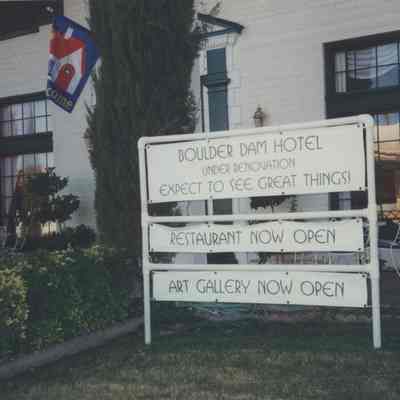 BOULDER DAM HOTEL
UNDER RENOVATION
EXPECT TO SEE GREAT THINGS!
RESTAURANT NOW OPEN
ART GALLERY NOW OPEN